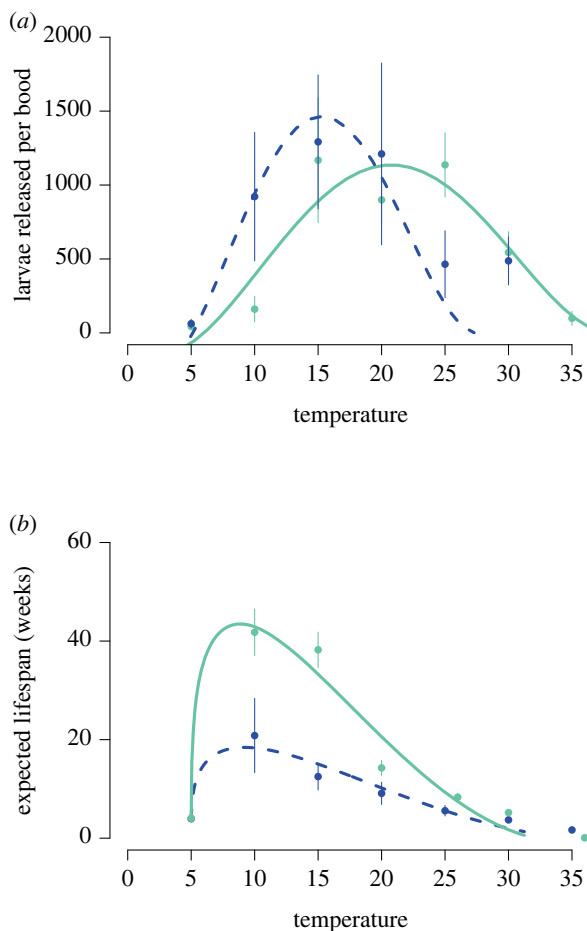 (a)
larvae released per bood
2000
1500
1000
500
0
0 5 10 15 20 25 30 35
temperature
(b)
expected lifespan (weeks)
60
40
20
0
0 5 10 15 20 25 30 35
temperature